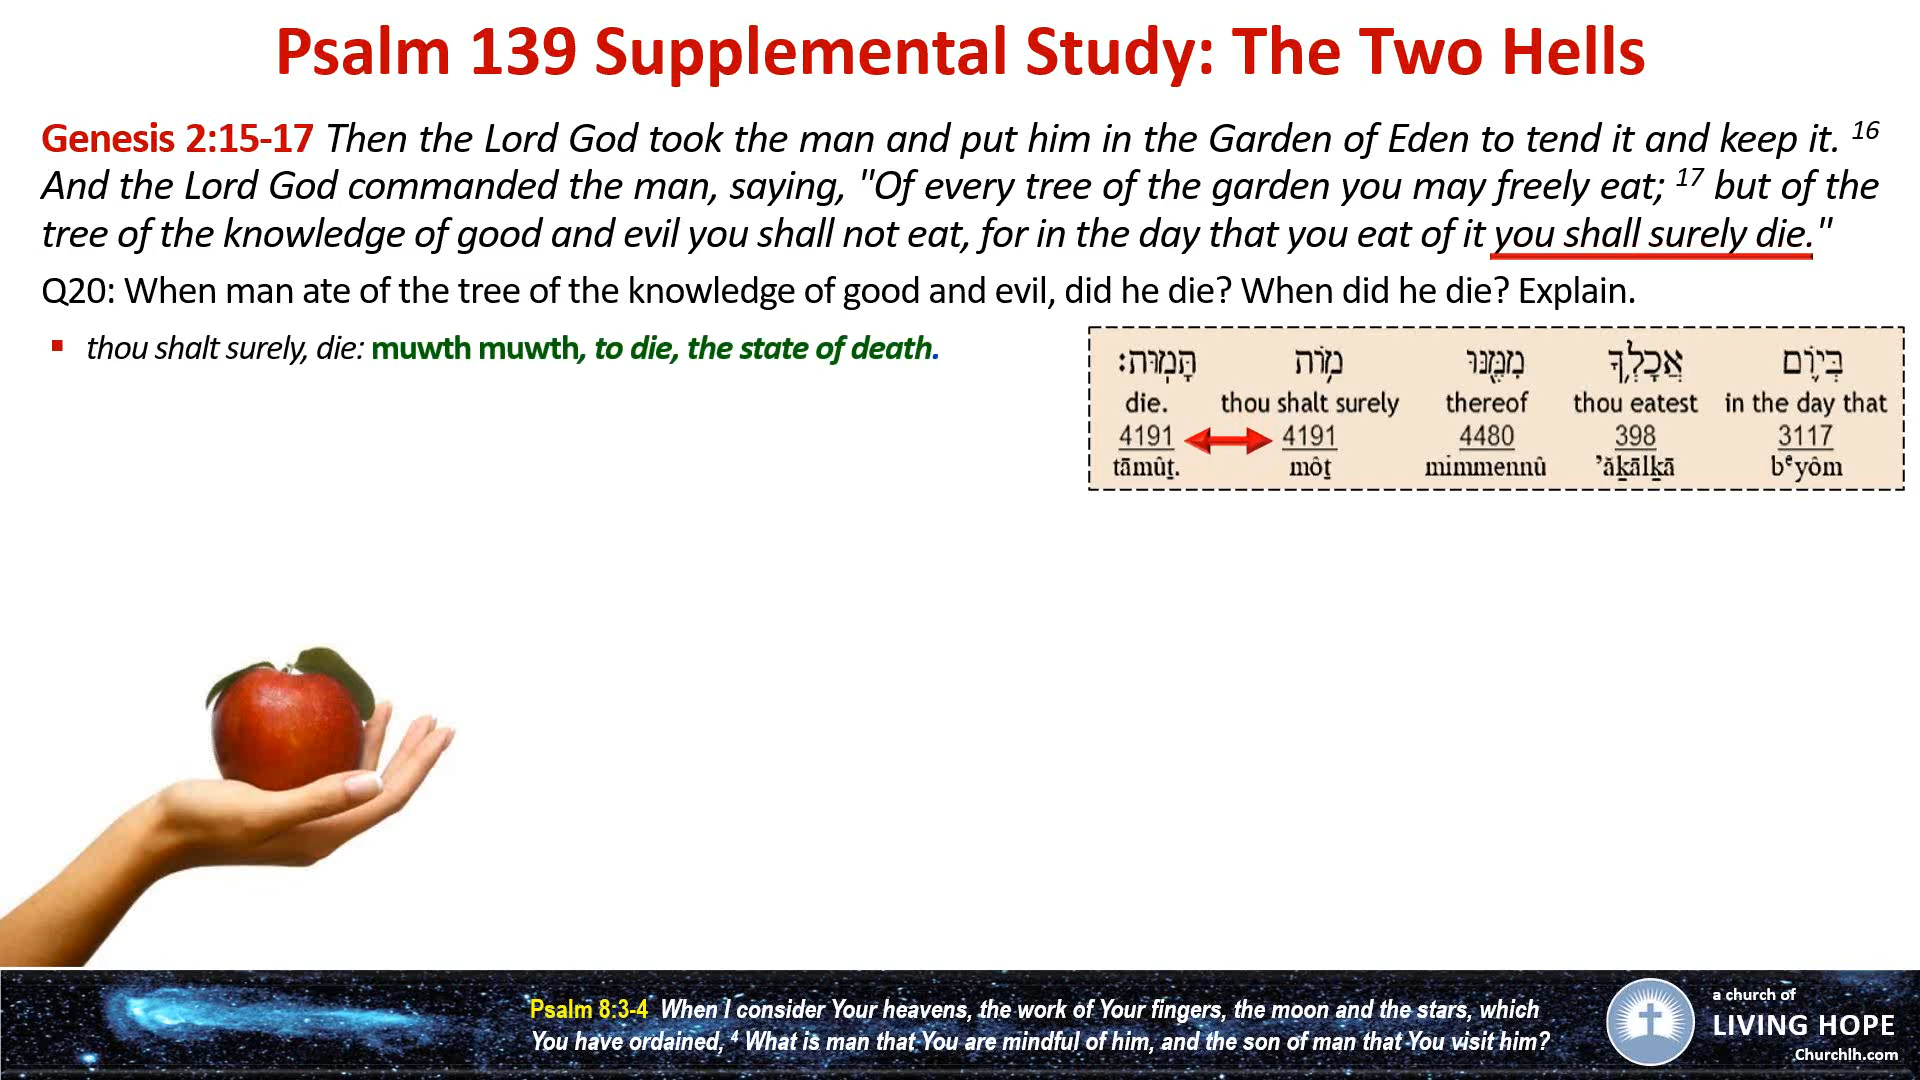 Psalm 139 Supplemental Study: The Two Hells
Genesis 2:15-17 Then the Lord God took the man and put him in the Garden of Eden to tend it and keep it. 16
And the Lord God commanded the man, saying, "Of every tree of the garden you may freely eat; 17 but of the
tree of the knowledge of good and evil you shall not eat, for in the day that you eat of it you shall surely die."
Q20: When man ate of the tree of the knowledge of good and evil, did he die? When did he die? Explain.
▪ thou shalt surely, die: muwth muwth, to die, the state of death.
בְּי֛וֹם אֲכׇלְךָ֥ מִמֶּ֖נּוּ מ֥וֹת תָּמֽוּת׃
die. thou shalt surely thereof thou eatest in the day that
4191 4191 4480 398 3117
tāmûṯ. môṯ mimmennû ’ăḵālḵā bᵉyôm
Psalm 8:3-4 When I consider Your heavens, the work of Your fingers, the moon and the stars, which
You have ordained, 4 What is man that You are mindful of him, and the son of man that You visit him?
a church of
LIVING HOPE
Churchlh.com